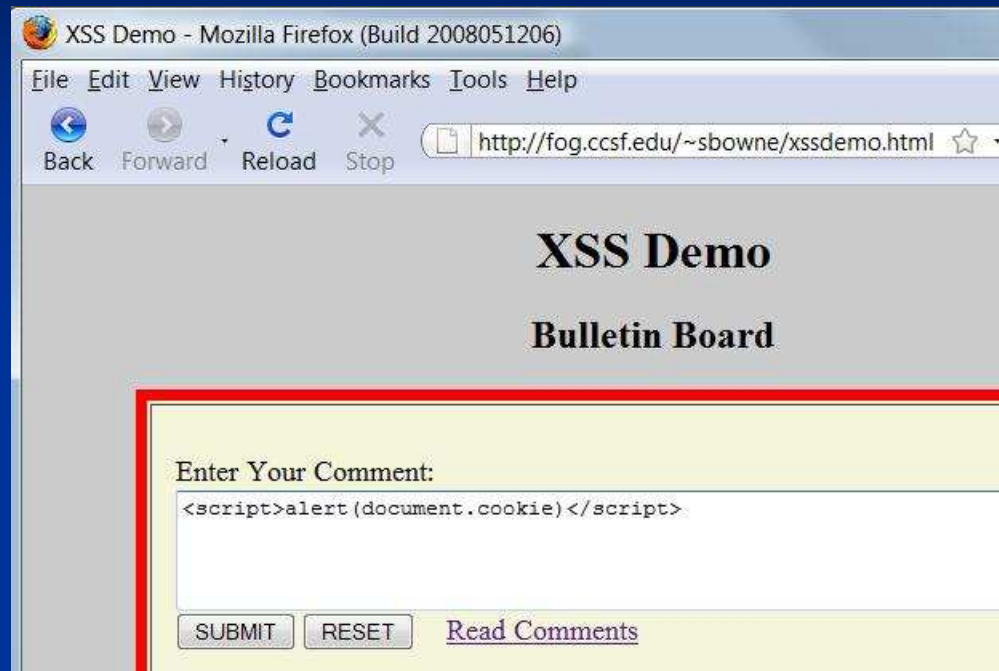 XSS Demo - Mozilla Firefox (Build 2008051206)
File Edit View History Bookmarks Tools Help
Back Forward Reload Stop http://fog.ccsf.edu/~sbowne/xssdemo.html
XSS Demo
Bulletin Board
Enter Your Comment:
<script>alert(document.cookie)</script>
SUBMIT RESET Read Comments